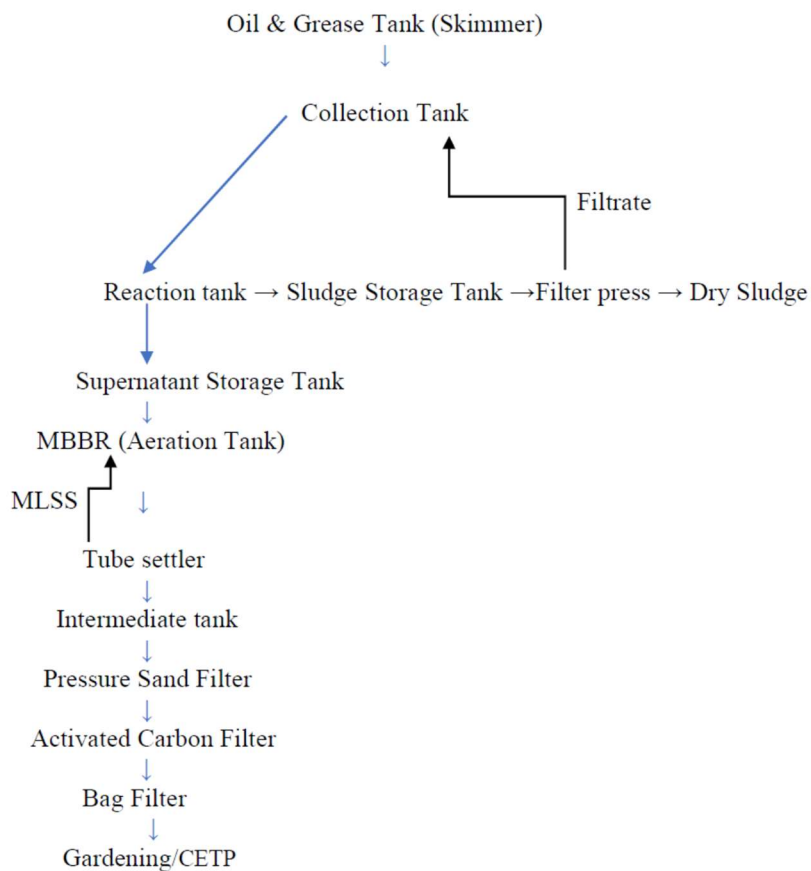 Oil & Grease Tank (Skimmer)
↓
Collection Tank
Filtrate
Reaction tank → Sludge Storage Tank →Filter press → Dry Sludge
Supernatant Storage Tank
↓
MBBR (Aeration Tank)
MLSS
↓
Tube settler
↓
Intermediate tank
↓
Pressure Sand Filter
↓
Activated Carbon Filter
↓
Bag Filter
↓
Gardening/CETP